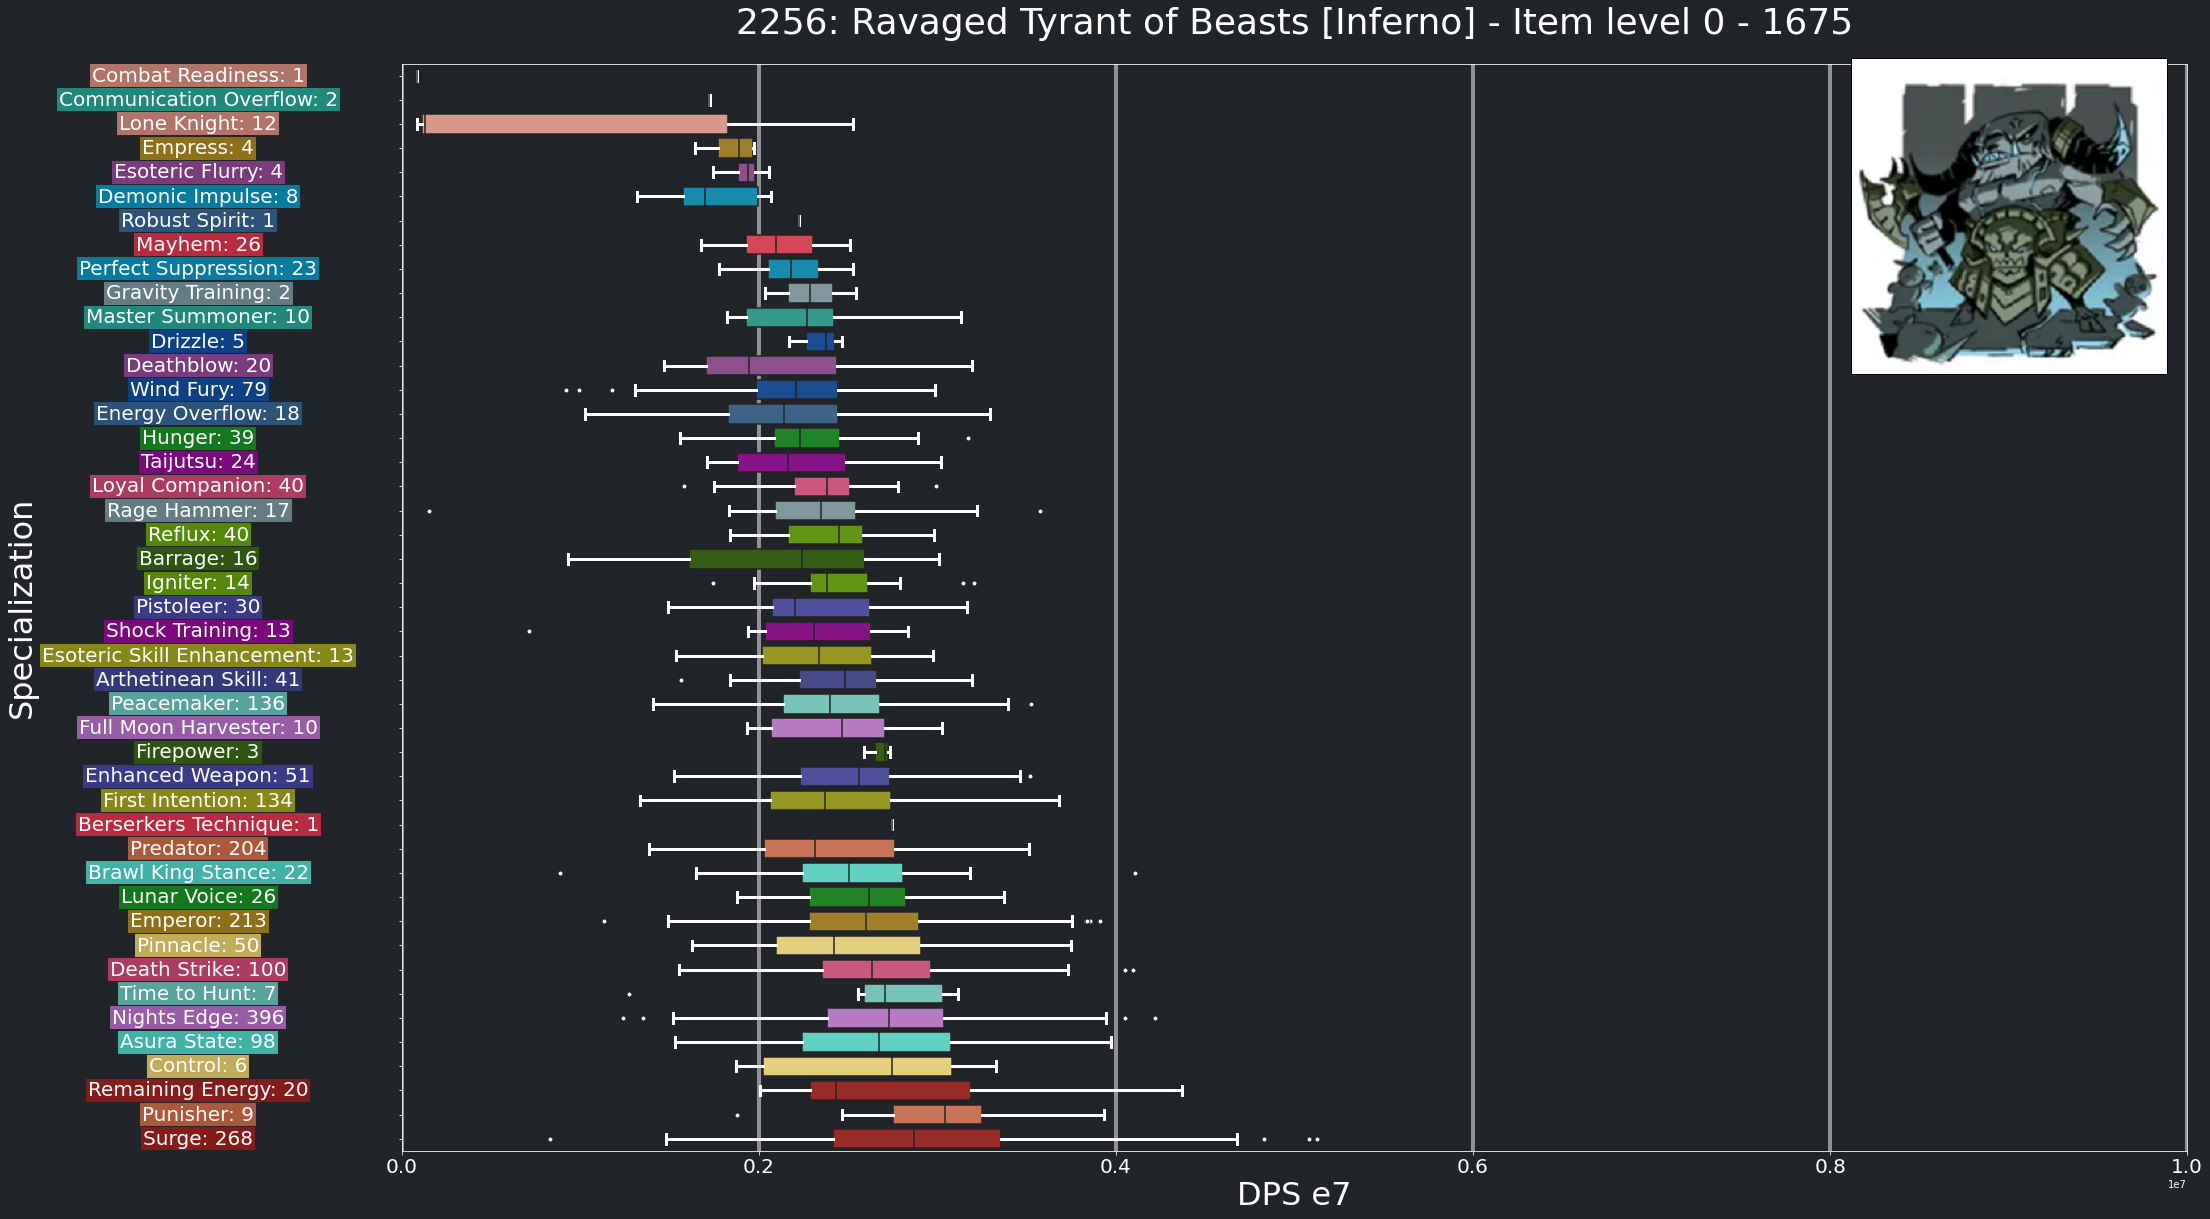 2256: Ravaged Tyrant of Beasts [Inferno] - Item level 0 - 1675
Specialization
Combat Readiness: 1
Communication Overflow: 2
Lone Knight: 12
Empress: 4
Esoteric Flurry: 4
Demonic Impulse: 8
Robust Spirit: 1
Mayhem: 26
Perfect Suppression: 23
Gravity Training: 2
Master Summoner: 10
Drizzle: 5
Deathblow: 20
Wind Fury: 79
Energy Overflow: 18
Hunger: 39
Taijutsu: 24
Loyal Companion: 40
Rage Hammer: 17
Reflux: 40
Barrage: 16
Igniter: 14
Pistoleer: 30
Shock Training: 13
Esoteric Skill Enhancement: 13
Arthetinean Skill: 41
Peacemaker: 136
Full Moon Harvester: 10
Firepower: 3
Enhanced Weapon: 51
First Intention: 134
Berserkers Technique: 1
Predator: 204
Brawl King Stance: 22
Lunar Voice: 26
Emperor: 213
Pinnacle: 50
Death Strike: 100
Time to Hunt: 7
Nights Edge: 396
Asura State: 98
Control: 6
Remaining Energy: 20
Punisher: 9
Surge: 268
0.0 0.2 0.4 0.6 0.8 1.0
1e7
DPS e7